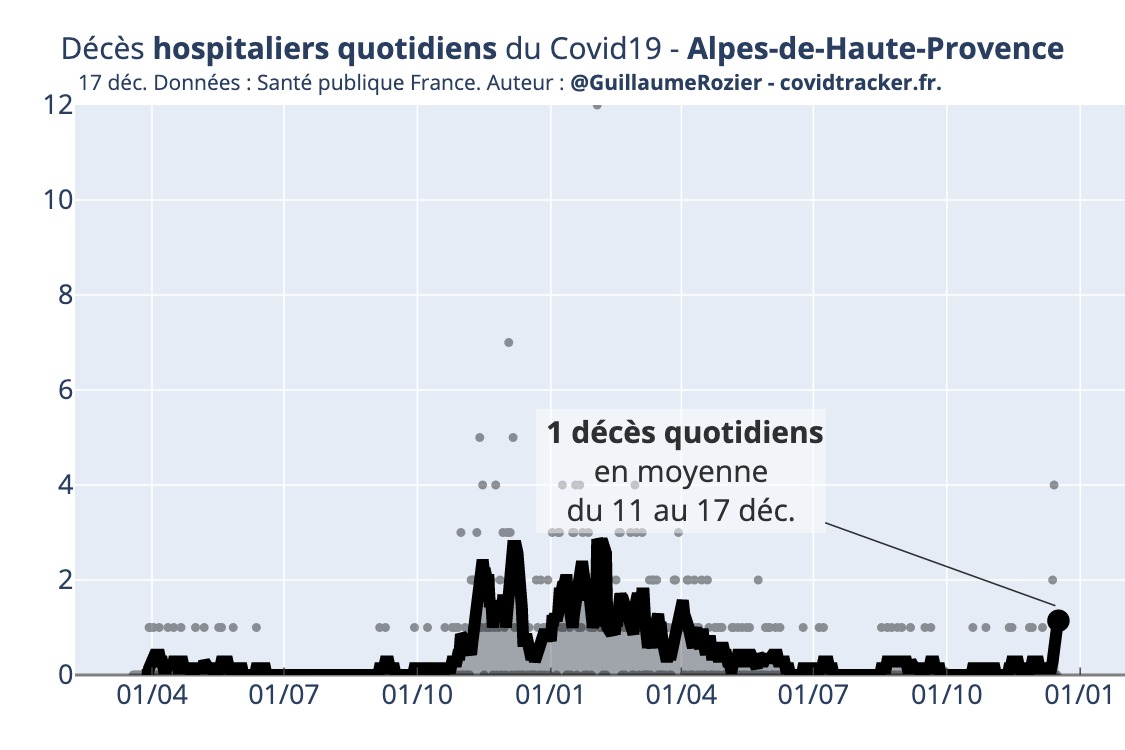 Décès hospitaliers quotidiens du Covid19 - Alpes-de-Haute-Provence
17 déc. Données : Santé publique France. Auteur : @GuillaumeRozier - covidtracker.fr.
12
10
8
6
4
2
0
1 décès quotidiens
en moyenne
du 11 au 17 déc.
01/04 01/07 01/10 01/01 01/04 01/07 01/10 01/01